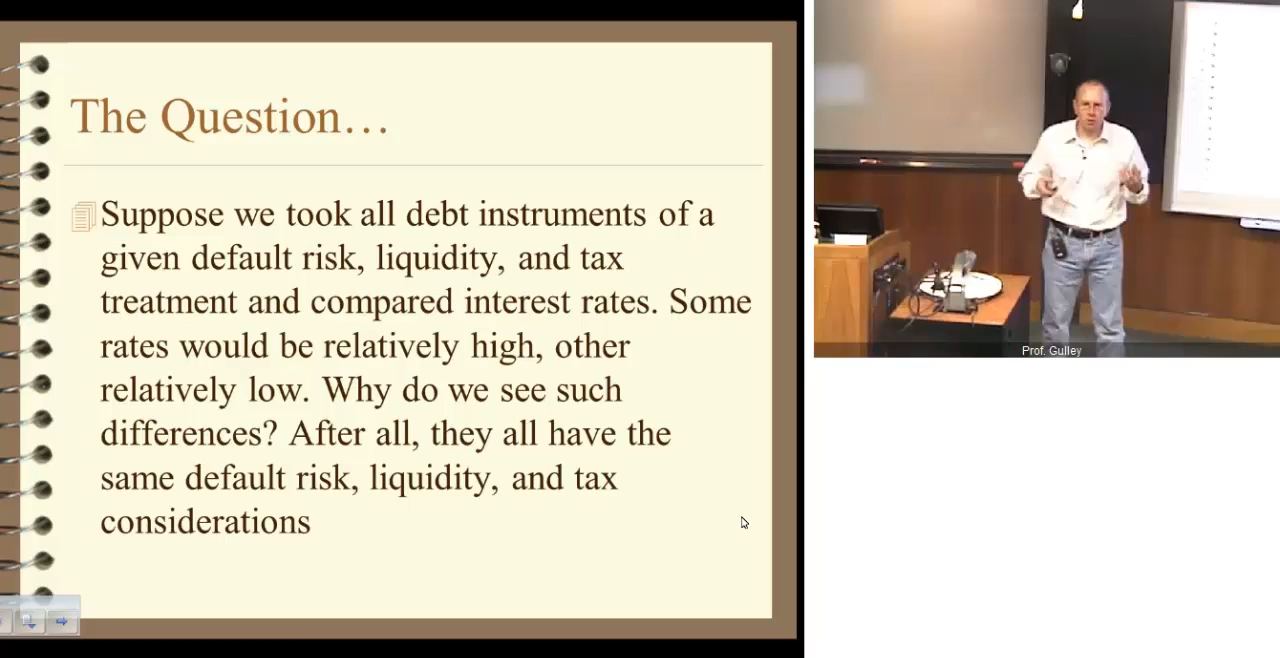 The Question…
Suppose we took all debt instruments of a
given default risk, liquidity, and tax
treatment and compared interest rates. Some
rates would be relatively high, other
relatively low. Why do we see such
differences? After all, they all have the
same default risk, liquidity, and tax
considerations
Prof. Gulley